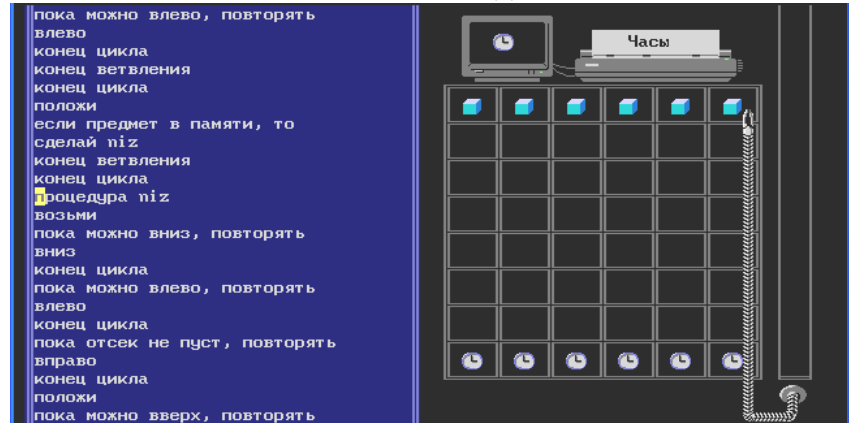 пока можно влево, повторять
влево
конец цикла
конец ветвления
конец цикла
положи
если предмет в памяти, то
сделай niz
конец ветвления
конец цикла
процедура niz
возьми
пока можно вниз, повторять
вниз
конец цикла
пока можно влево, повторять
влево
конец цикла
пока отсек не пуст, повторять
вправо
конец цикла
положи
пока можно вверх, повторять
Часы